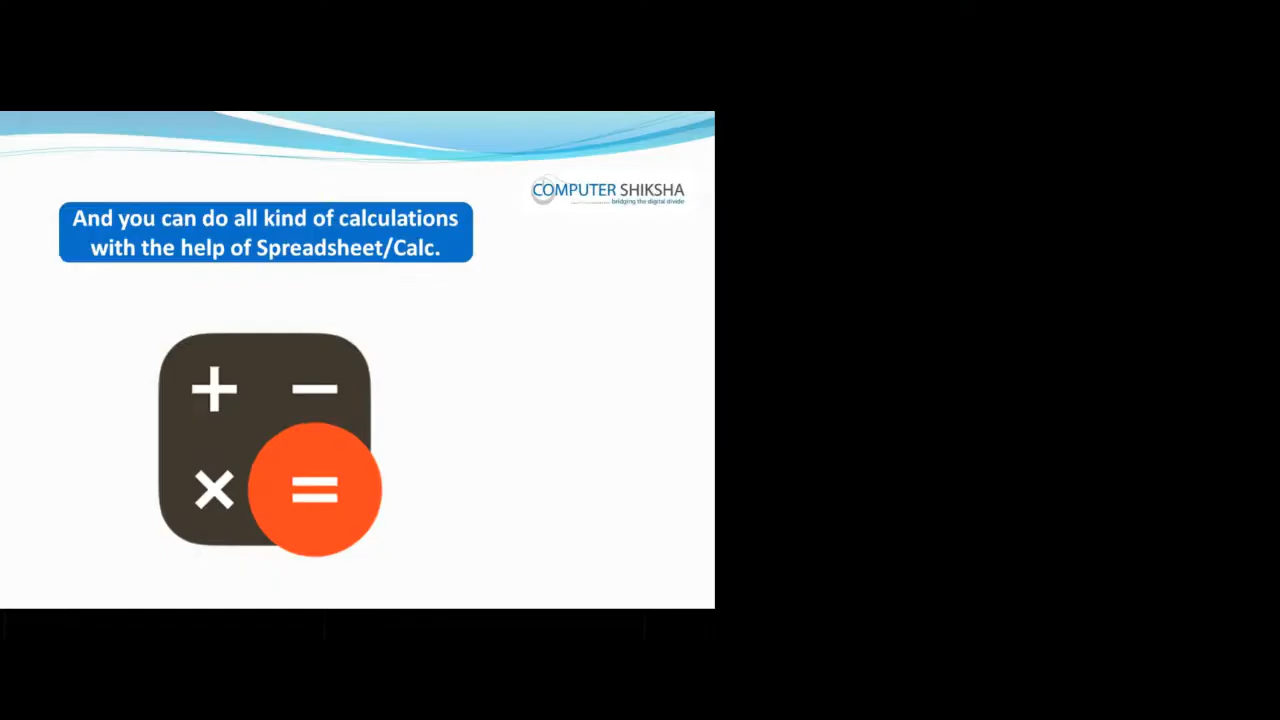 COMPUTER SHIKSHA
bridging the digital divide
And you can do all kind of calculations
with the help of Spreadsheet/Calc.
+ −
× =